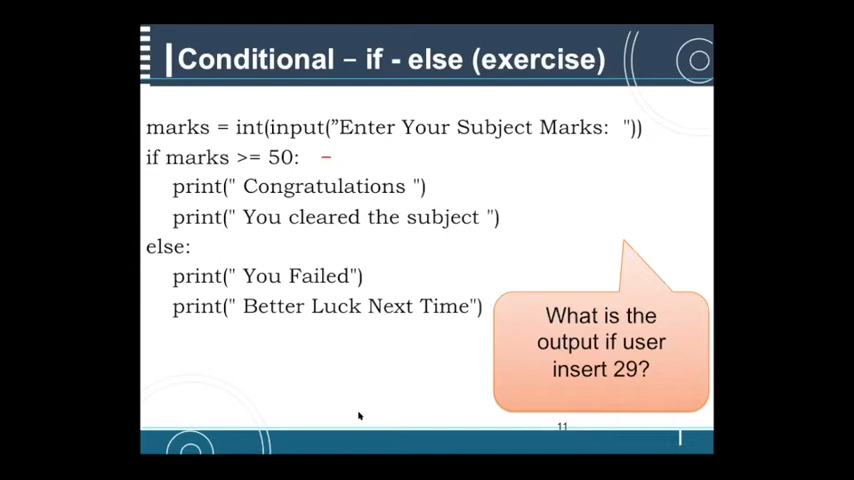 Conditional – if - else (exercise)
marks = int(input(”Enter Your Subject Marks:  "))
if marks >= 50:
print(" Congratulations ")
print(" You cleared the subject ")
else:
print(" You Failed")
print(" Better Luck Next Time")
What is the
output if user
insert 29?
11